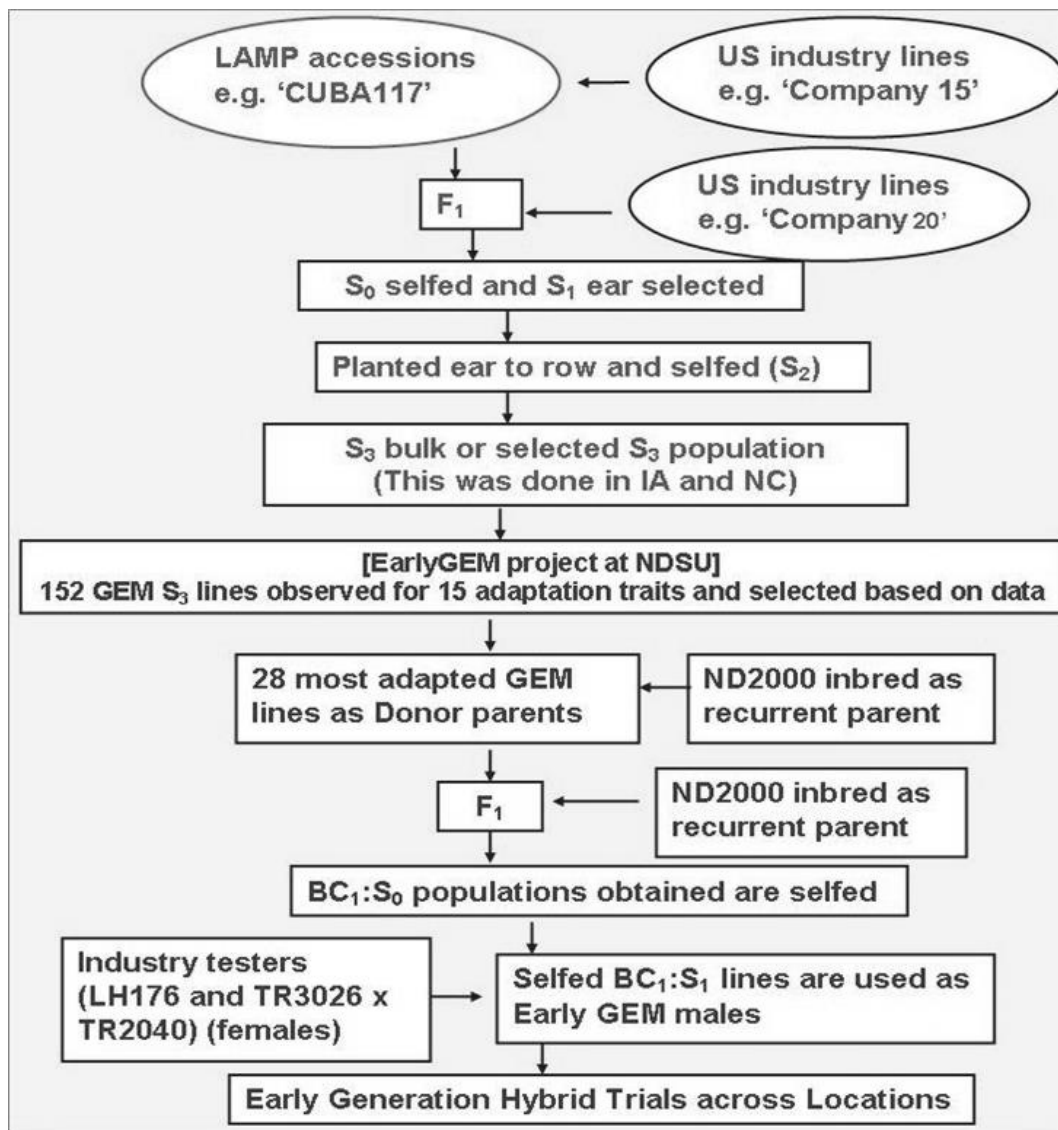 LAMP accessions
e.g. ‘CUBA117’
US industry lines
e.g. ‘Company 15’
F₁
US industry lines
e.g. ‘Company 20’
S₀ selfed and S₁ ear selected
Planted ear to row and selfed (S₂)
S₃ bulk or selected S₃ population
(This was done in IA and NC)
[EarlyGEM project at NDSU]
152 GEM S₃ lines observed for 15 adaptation traits and selected based on data
28 most adapted GEM
lines as Donor parents
ND2000 inbred as
recurrent parent
F₁
ND2000 inbred as
recurrent parent
BC₁:S₀ populations obtained are selfed
Industry testers
(LH176 and TR3026 x
TR2040) (females)
Selfed BC₁:S₁ lines are used as
Early GEM males
Early Generation Hybrid Trials across Locations